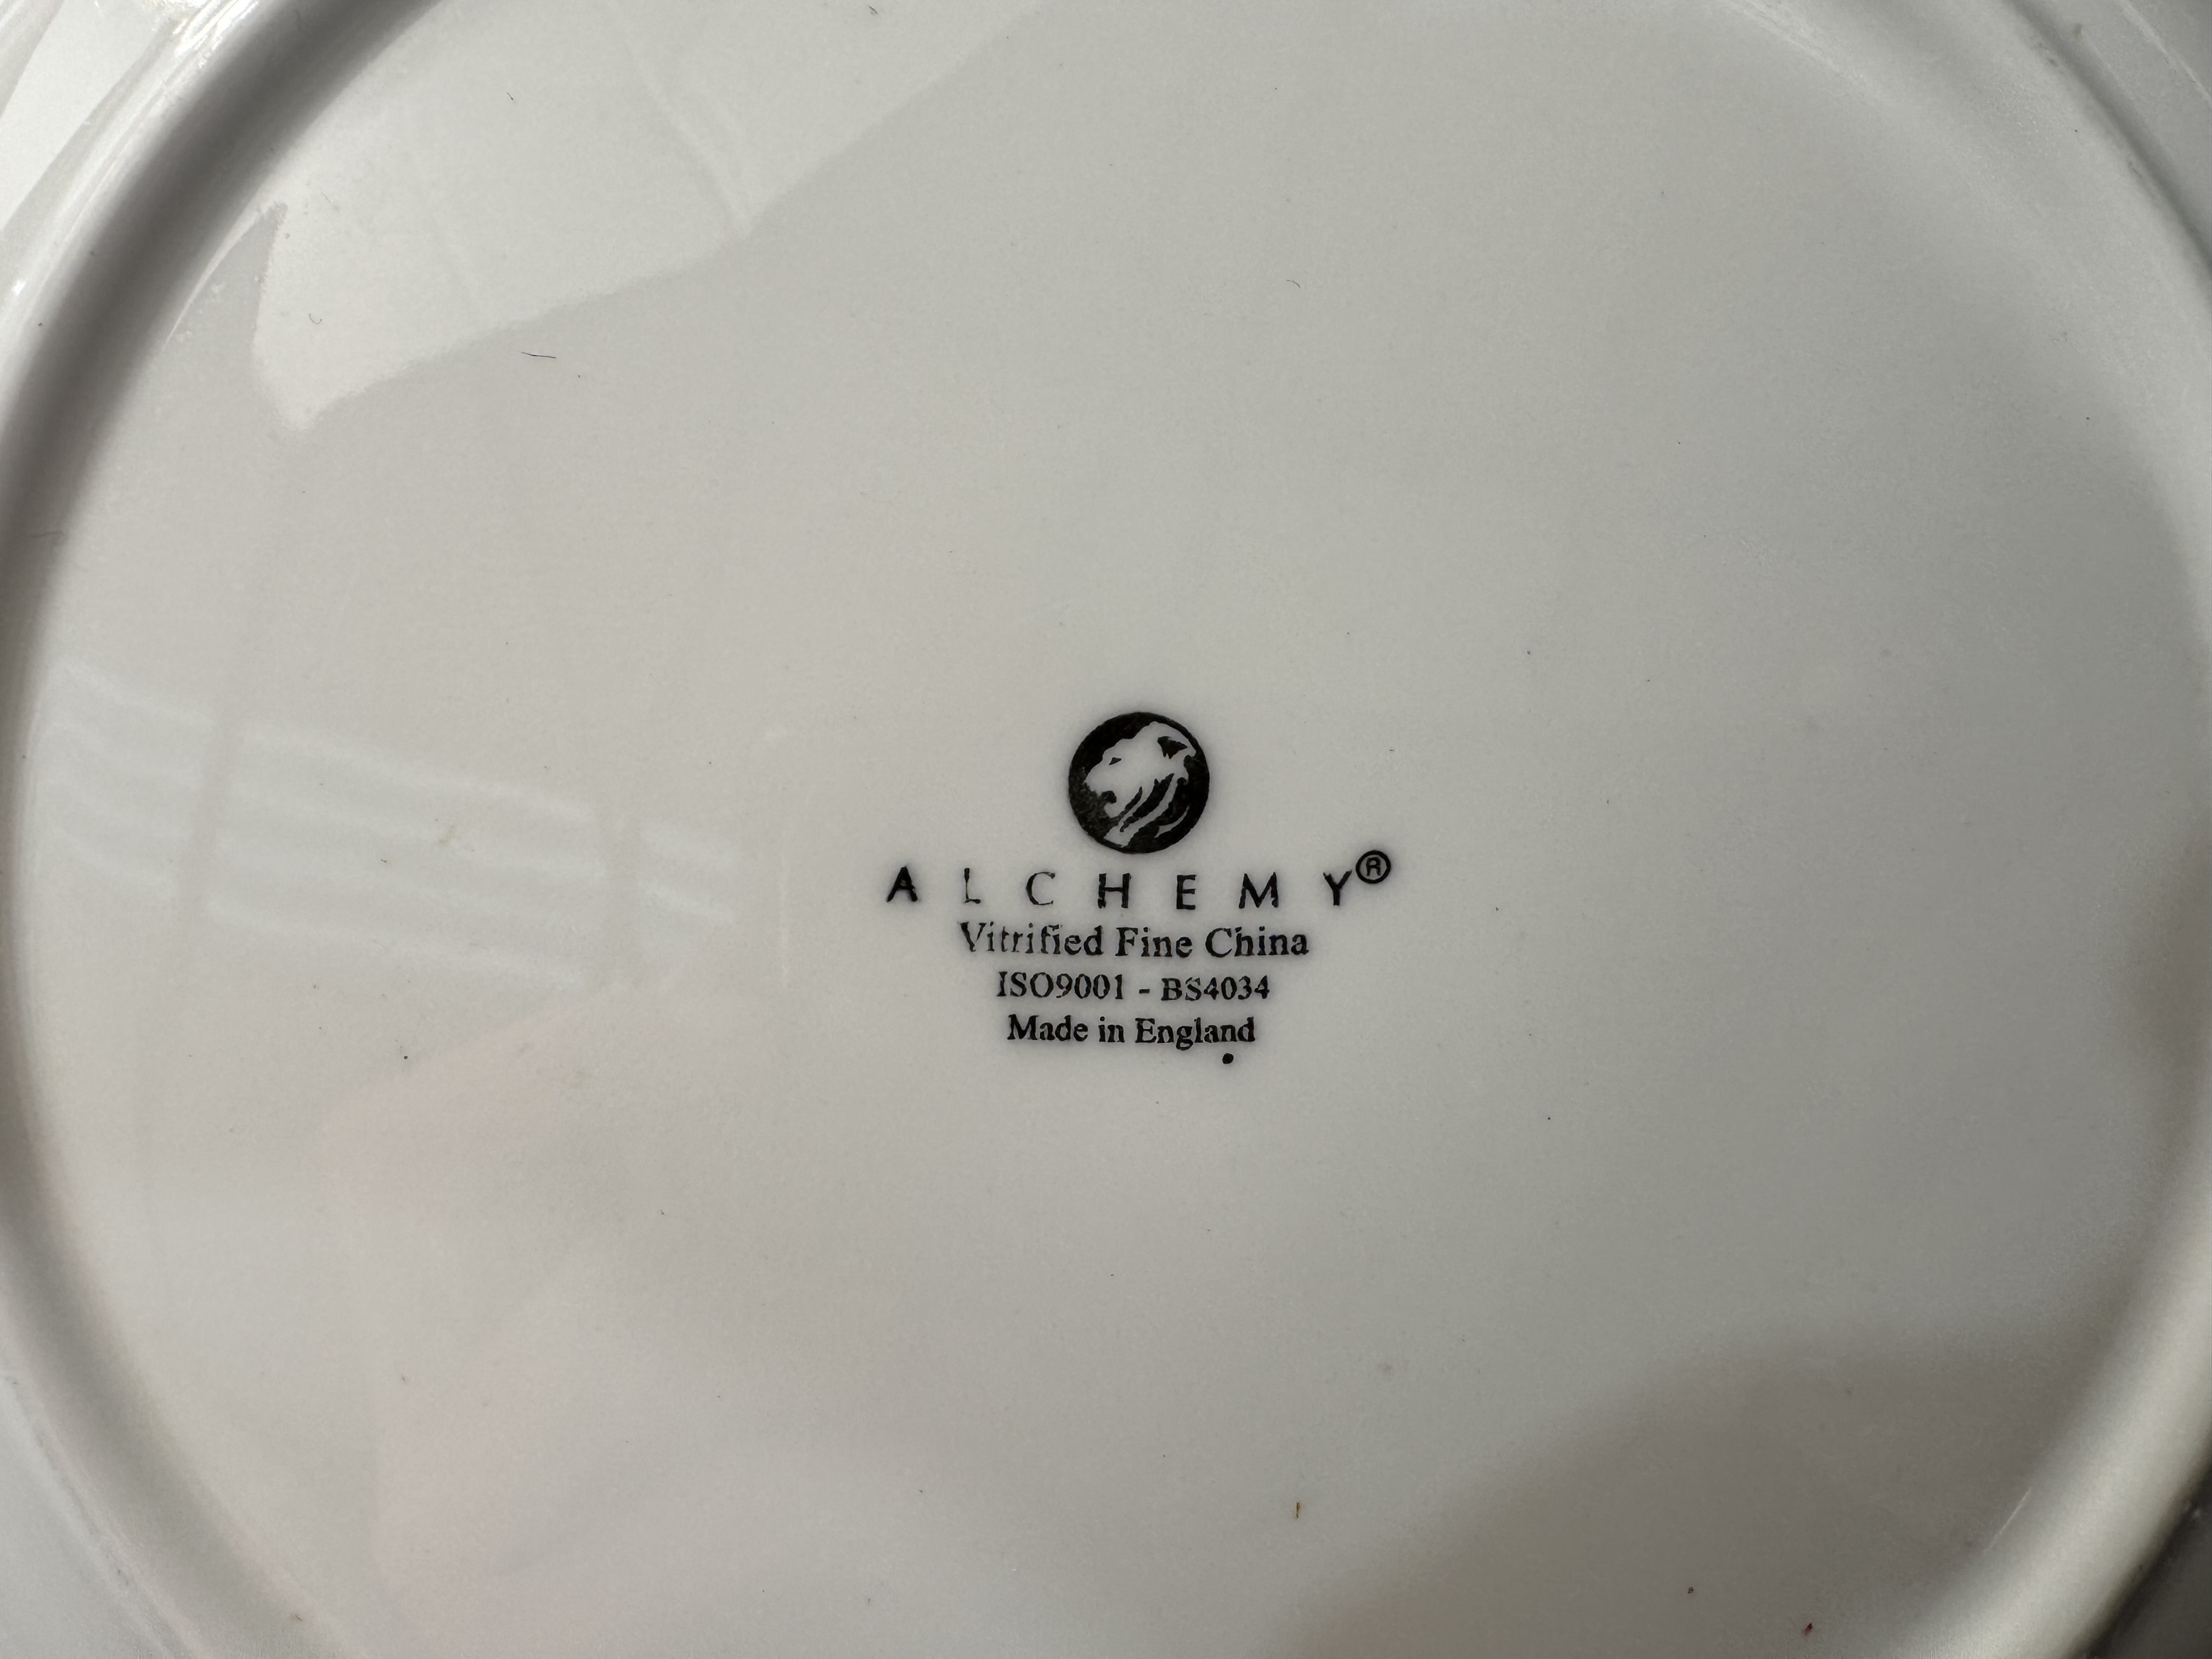 ALCHEMY®
Vitrified Fine China
ISO9001 - BS4034
Made in England